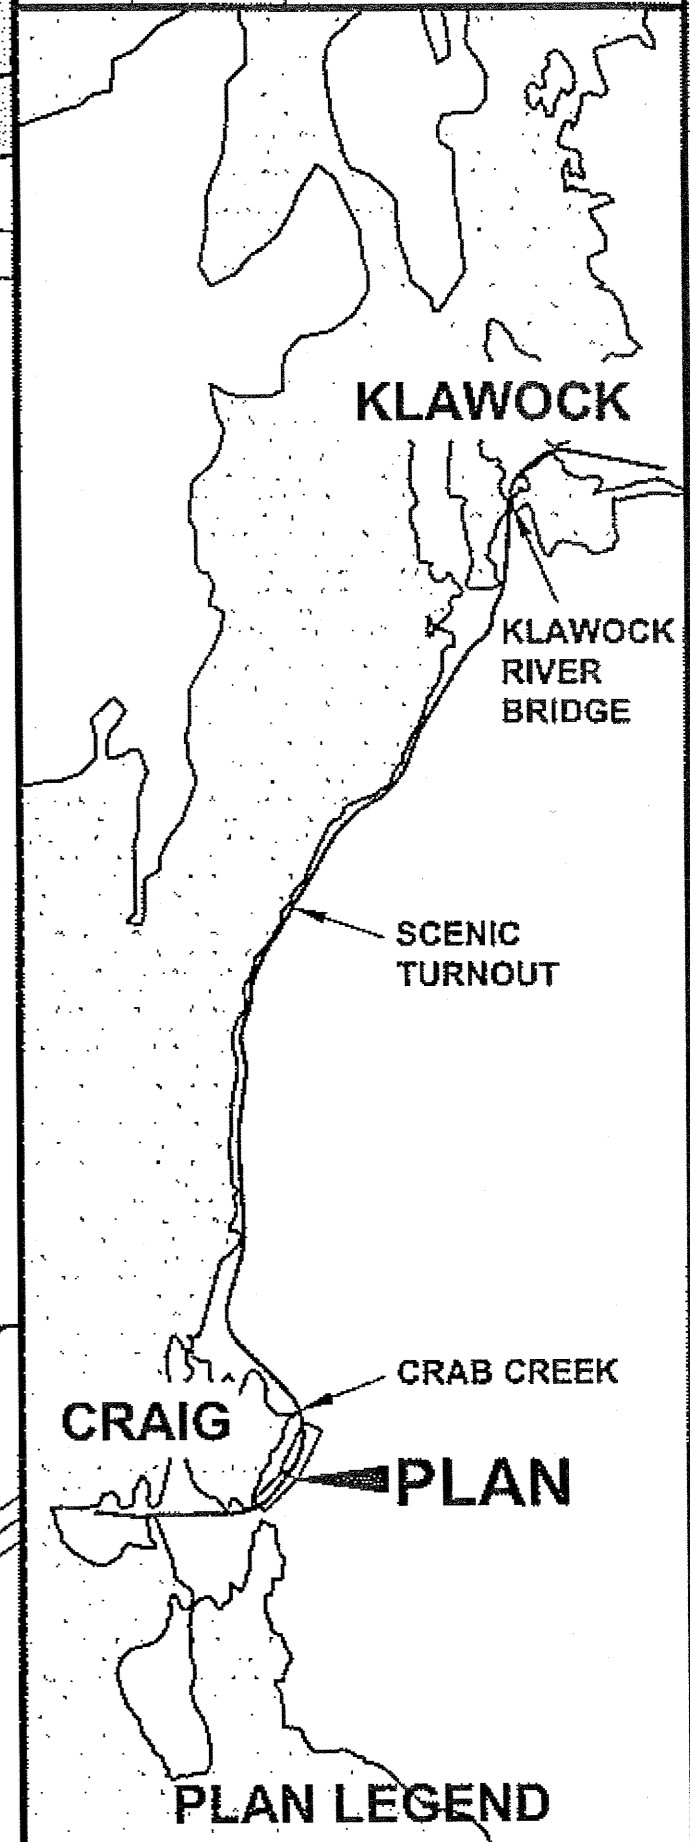 KLAWOCK
KLAWOCK
RIVER
BRIDGE
SCENIC
TURNOUT
CRAB CREEK
CRAIG
PLAN
PLAN LEGEND